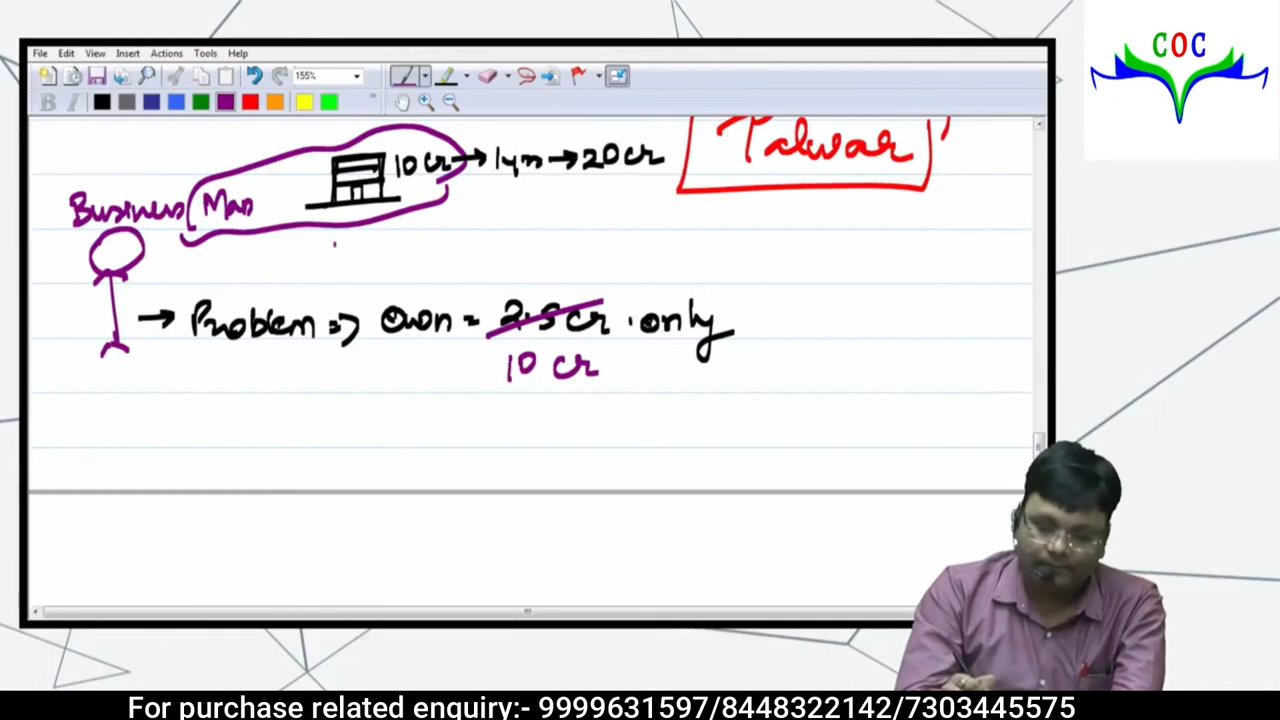 COC
File Edit View Insert Actions Tools Help
155%
Talwar
10 Cr → 1 yr → 20 Cr
Business Man
→ Problem ⇒ Own = 2.5 Cr. only
10 Cr
For purchase related enquiry:- 9999631597/8448322142/7303445575